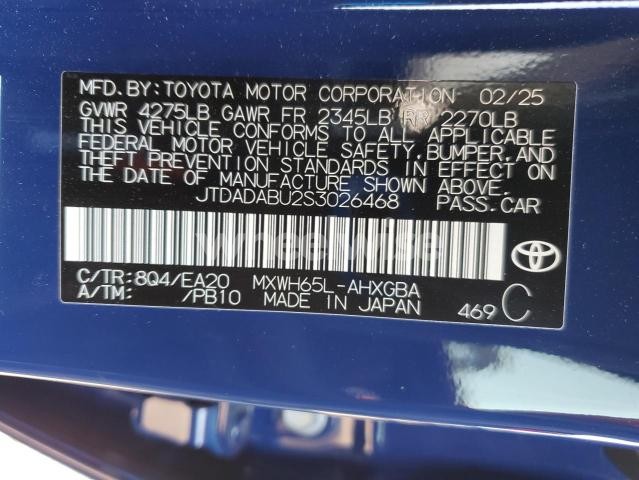 MFD. BY: TOYOTA MOTOR CORPORATION 02/25
GVWR 4275LB GAWR FR 2345LB RR 2270LB
THIS VEHICLE CONFORMS TO ALL APPLICABLE
FEDERAL MOTOR VEHICLE SAFETY, BUMPER, AND
THEFT PREVENTION STANDARDS IN EFFECT ON
THE DATE OF MANUFACTURE SHOWN ABOVE.
JTDADABU2S3026468 PASS. CAR
C/TR: 8Q4/EA20 MXWH65L-AHXGBA
A/TM: /PB10 MADE IN JAPAN 469 C
TOYOTA